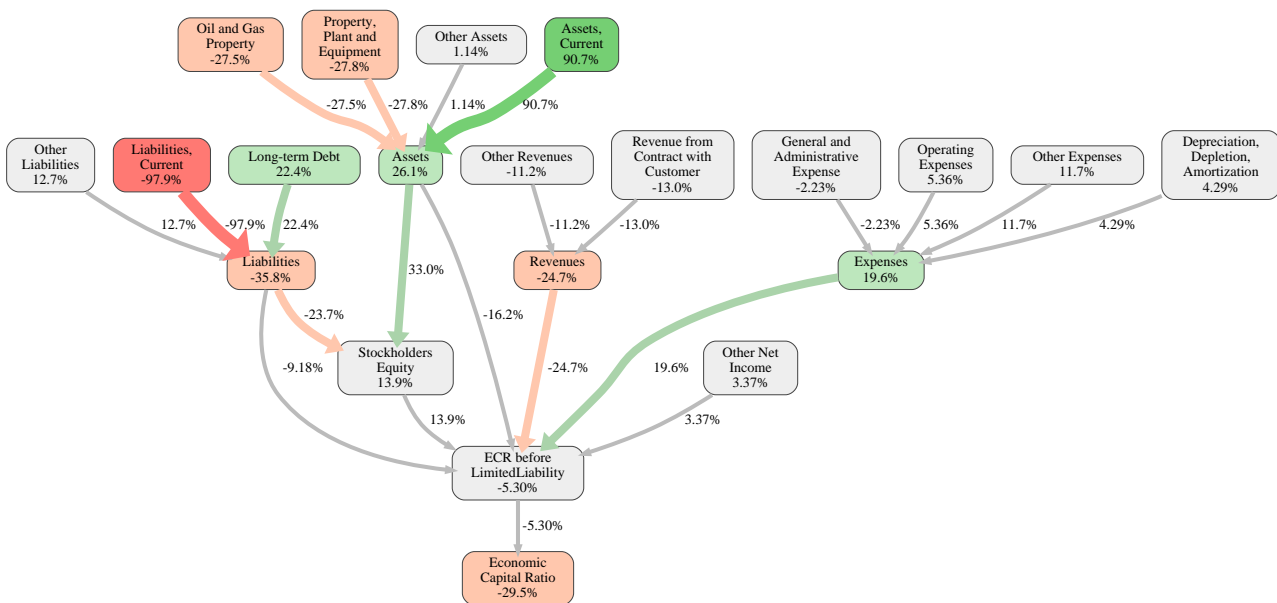 Oil and Gas
Property
-27.5%
Property,
Plant and
Equipment
-27.8%
Other Assets
1.14%
Assets,
Current
90.7%
-27.5%
-27.8%
1.14%
90.7%
Other
Liabilities
12.7%
Liabilities,
Current
-97.9%
Long-term Debt
22.4%
Assets
26.1%
Other Revenues
-11.2%
Revenue from
Contract with
Customer
-13.0%
General and
Administrative
Expense
-2.23%
Operating
Expenses
5.36%
Other Expenses
11.7%
Depreciation,
Depletion,
Amortization
4.29%
12.7%
-97.9%
22.4%
-11.2%
-13.0%
-2.23%
5.36%
11.7%
4.29%
Liabilities
-35.8%
33.0%
Revenues
-24.7%
Expenses
19.6%
-23.7%
-16.2%
Stockholders
Equity
13.9%
-9.18%
-24.7%
19.6%
Other Net
Income
3.37%
13.9%
3.37%
ECR before
LimitedLiability
-5.30%
-5.30%
Economic
Capital Ratio
-29.5%